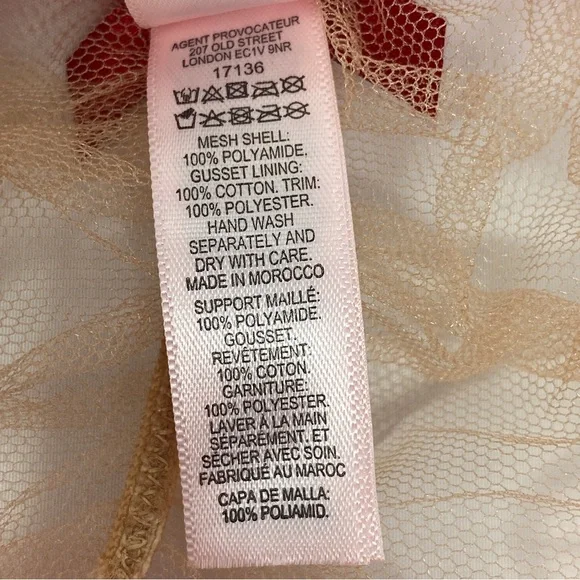 AGENT PROVOCATEUR
207 OLD STREET
LONDON EC1V 9NR
17136
MESH SHELL:
100% POLYAMIDE.
GUSSET LINING:
100% COTTON. TRIM:
100% POLYESTER.
HAND WASH
SEPARATELY AND
DRY WITH CARE.
MADE IN MOROCCO
SUPPORT MAILLÉ:
100% POLYAMIDE.
GOUSSET.
REVÊTEMENT:
100% COTON.
GARNITURE:
100% POLYESTER.
LAVER À LA MAIN
SÉPAREMENT. ET
SÉCHER AVEC SOIN.
FABRIQUÉ AU MAROC
CAPA DE MALLA:
100% POLIAMID.